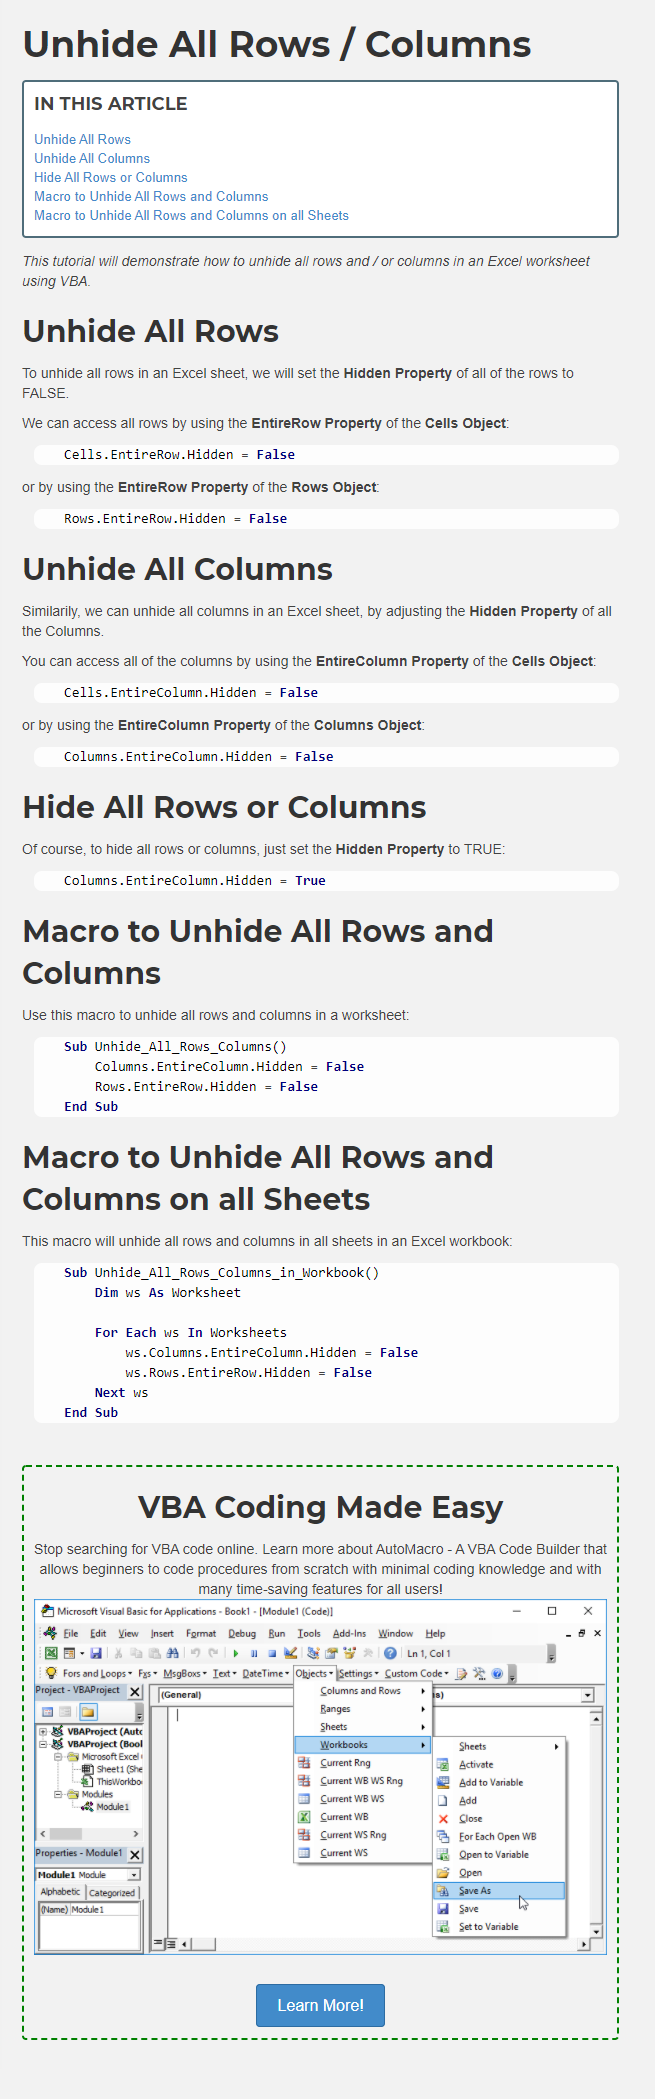 Unhide All Rows / Columns
IN THIS ARTICLE
Unhide All Rows
Unhide All Columns
Hide All Rows or Columns
Macro to Unhide All Rows and Columns
Macro to Unhide All Rows and Columns on all Sheets
This tutorial will demonstrate how to unhide all rows and / or columns in an Excel worksheet
using VBA.
Unhide All Rows
To unhide all rows in an Excel sheet, we will set the Hidden Property of all of the rows to
FALSE.
We can access all rows by using the EntireRow Property of the Cells Object:
Cells.EntireRow.Hidden = False
or by using the EntireRow Property of the Rows Object:
Rows.EntireRow.Hidden = False
Unhide All Columns
Similarily, we can unhide all columns in an Excel sheet, by adjusting the Hidden Property of all
the Columns.
You can access all of the columns by using the EntireColumn Property of the Cells Object:
Cells.EntireColumn.Hidden = False
or by using the EntireColumn Property of the Columns Object:
Columns.EntireColumn.Hidden = False
Hide All Rows or Columns
Of course, to hide all rows or columns, just set the Hidden Property to TRUE:
Columns.EntireColumn.Hidden = True
Macro to Unhide All Rows and
Columns
Use this macro to unhide all rows and columns in a worksheet:
Sub Unhide_All_Rows_Columns()
Columns.EntireColumn.Hidden = False
Rows.EntireRow.Hidden = False
End Sub
Macro to Unhide All Rows and
Columns on all Sheets
This macro will unhide all rows and columns in all sheets in an Excel workbook:
Sub Unhide_All_Rows_Columns_in_Workbook()
Dim ws As Worksheet
For Each ws In Worksheets
ws.Columns.EntireColumn.Hidden = False
ws.Rows.EntireRow.Hidden = False
Next ws
End Sub
VBA Coding Made Easy
Stop searching for VBA code online. Learn more about AutoMacro - A VBA Code Builder that
allows beginners to code procedures from scratch with minimal coding knowledge and with
many time-saving features for all users!
Microsoft Visual Basic for Applications - Book1 - [Module1 (Code)]
File Edit View Insert Format Debug Run Tools Add-Ins Window Help
Ln 1, Col 1
Fors and Loops Fxs MsgBoxs Text DateTime Objects Settings Custom Code
Project - VBAProject
VBAProject (Auto
VBAProject (Bool
Microsoft Excel
Sheet1 (She
ThisWorkboo
Modules
Module1
Properties - Module1
Module1 Module
Alphabetic Categorized
(Name) Module1
(General)
s)
Columns and Rows
Ranges
Sheets
Workbooks
Current Rng
Current WB WS Rng
Current WB WS
Current WB
Current WS Rng
Current WS
Sheets
Activate
Add to Variable
Add
Close
For Each Open WB
Open to Variable
Open
Save As
Save
Set to Variable
Learn More!